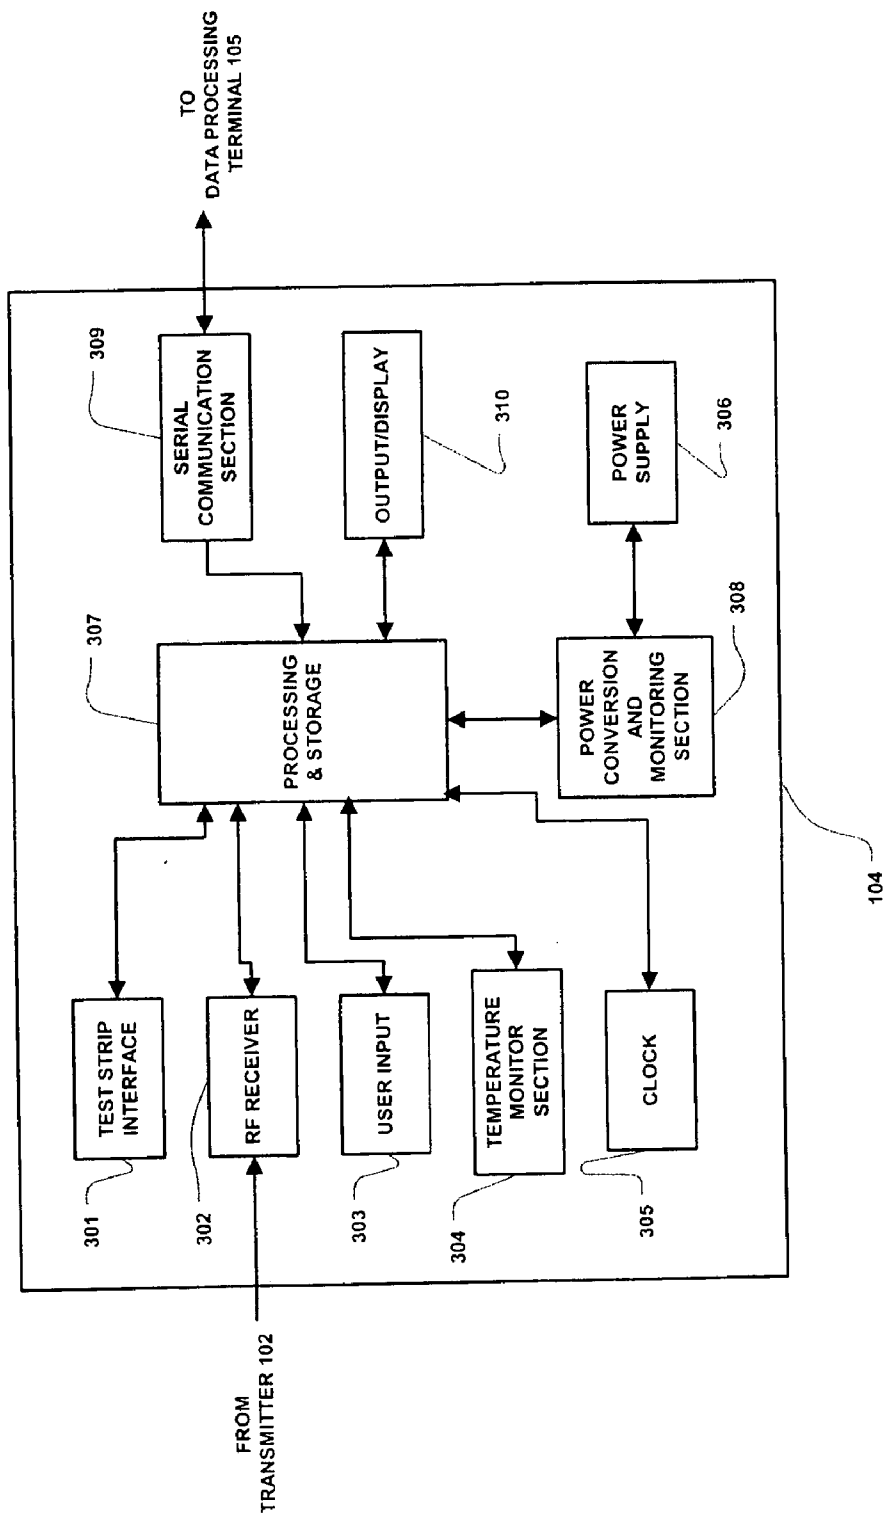 FROM
TRANSMITTER 102
301
TEST STRIP
INTERFACE
302
RF RECEIVER
303
USER INPUT
304
TEMPERATURE
MONITOR
SECTION
305
CLOCK
307
PROCESSING
& STORAGE
309
SERIAL
COMMUNICATION
SECTION
OUTPUT/DISPLAY
310
POWER
CONVERSION
AND
MONITORING
SECTION
308
POWER
SUPPLY
306
TO
DATA PROCESSING
TERMINAL 105
104